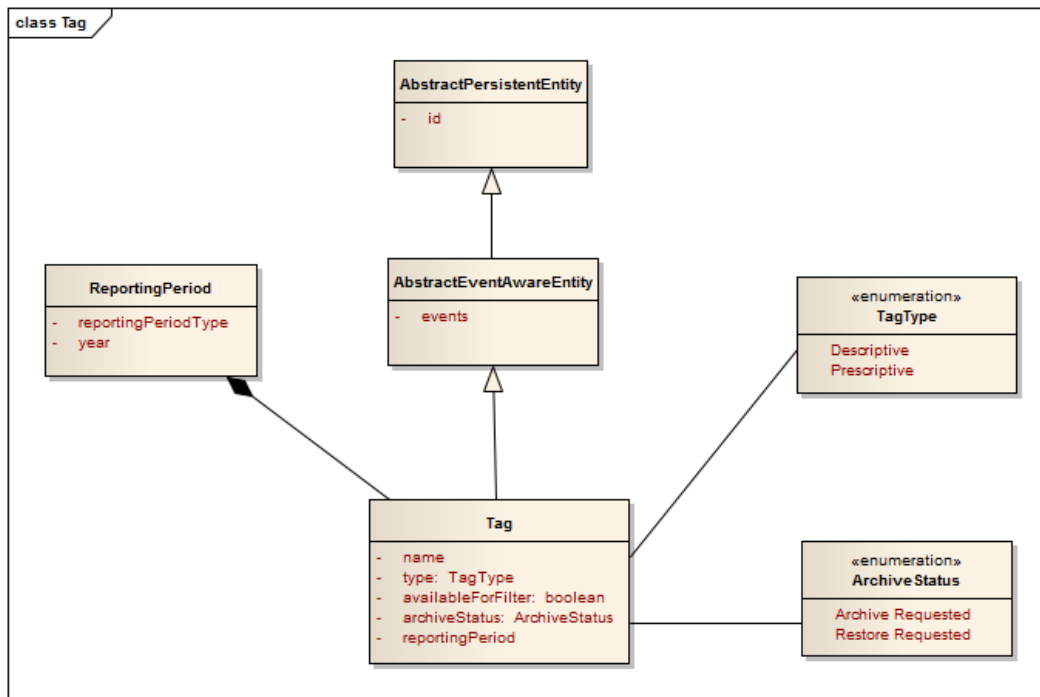 class Tag
AbstractPersistentEntity
- id
ReportingPeriod
- reportingPeriodType
- year
AbstractEventAwareEntity
- events
«enumeration»
TagType
Descriptive
Prescriptive
Tag
- name
- type: TagType
- availableForFilter: boolean
- archiveStatus: ArchiveStatus
- reportingPeriod
«enumeration»
ArchiveStatus
Archive Requested
Restore Requested